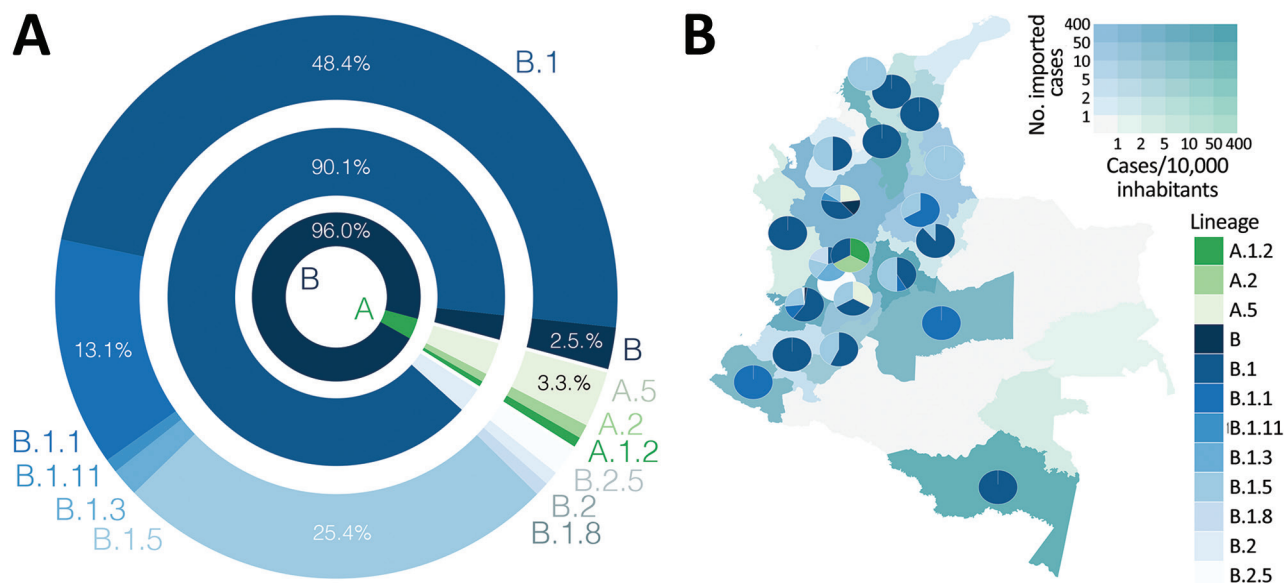 A
48.4%
B.1
90.1%
96.0%
B
A
2.5.%
B
3.3.%
A.5
A.2
A.1.2
B.2.5
B.2
B.1.8
25.4%
13.1%
B.1.1
B.1.11
B.1.3
B.1.5
B
No. imported
cases
400
50
10
5
2
1
1 2 5 10 50 400
Cases/10,000
inhabitants
Lineage
A.1.2
A.2
A.5
B
B.1
B.1.1
B.1.11
B.1.3
B.1.5
B.1.8
B.2
B.2.5